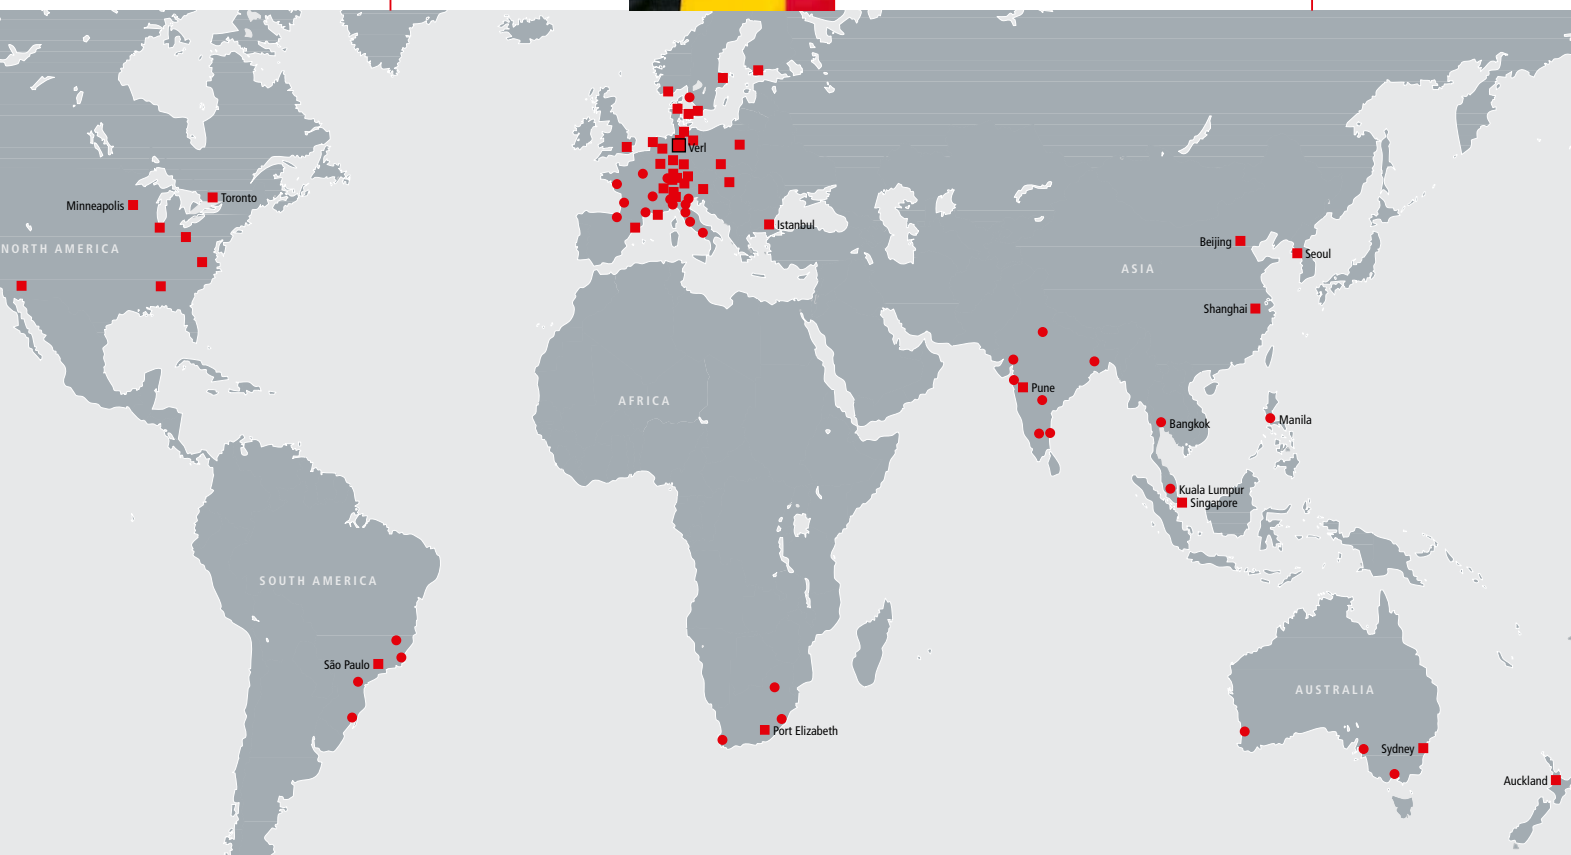 Verl
Toronto
Minneapolis
Istanbul
Beijing
NORTH AMERICA
Seoul
ASIA
Shanghai
Pune
AFRICA
Manila
Bangkok
Kuala Lumpur
Singapore
SOUTH AMERICA
São Paulo
AUSTRALIA
Port Elizabeth
Sydney
Auckland